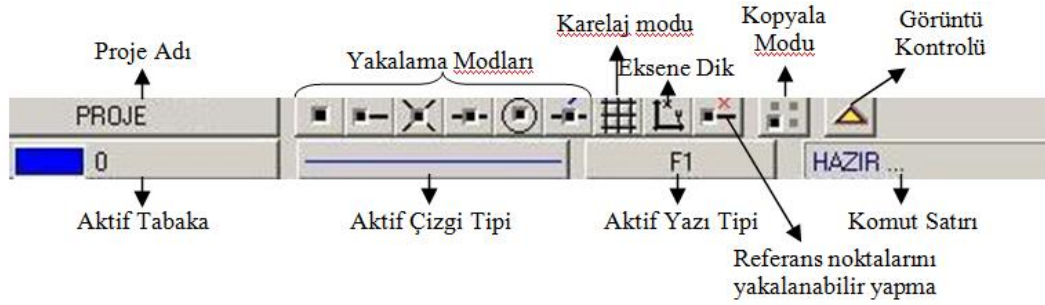 Karelaj modu
Kopyala
Modu
Görüntü
Kontrolü
Proje Adı
Yakalama Modları
Eksene Dik
PROJE
0
F1
HAZIR ...
Aktif Tabaka
Aktif Çizgi Tipi
Aktif Yazı Tipi
Komut Satırı
Referans noktalarını
yakalanabilir yapma